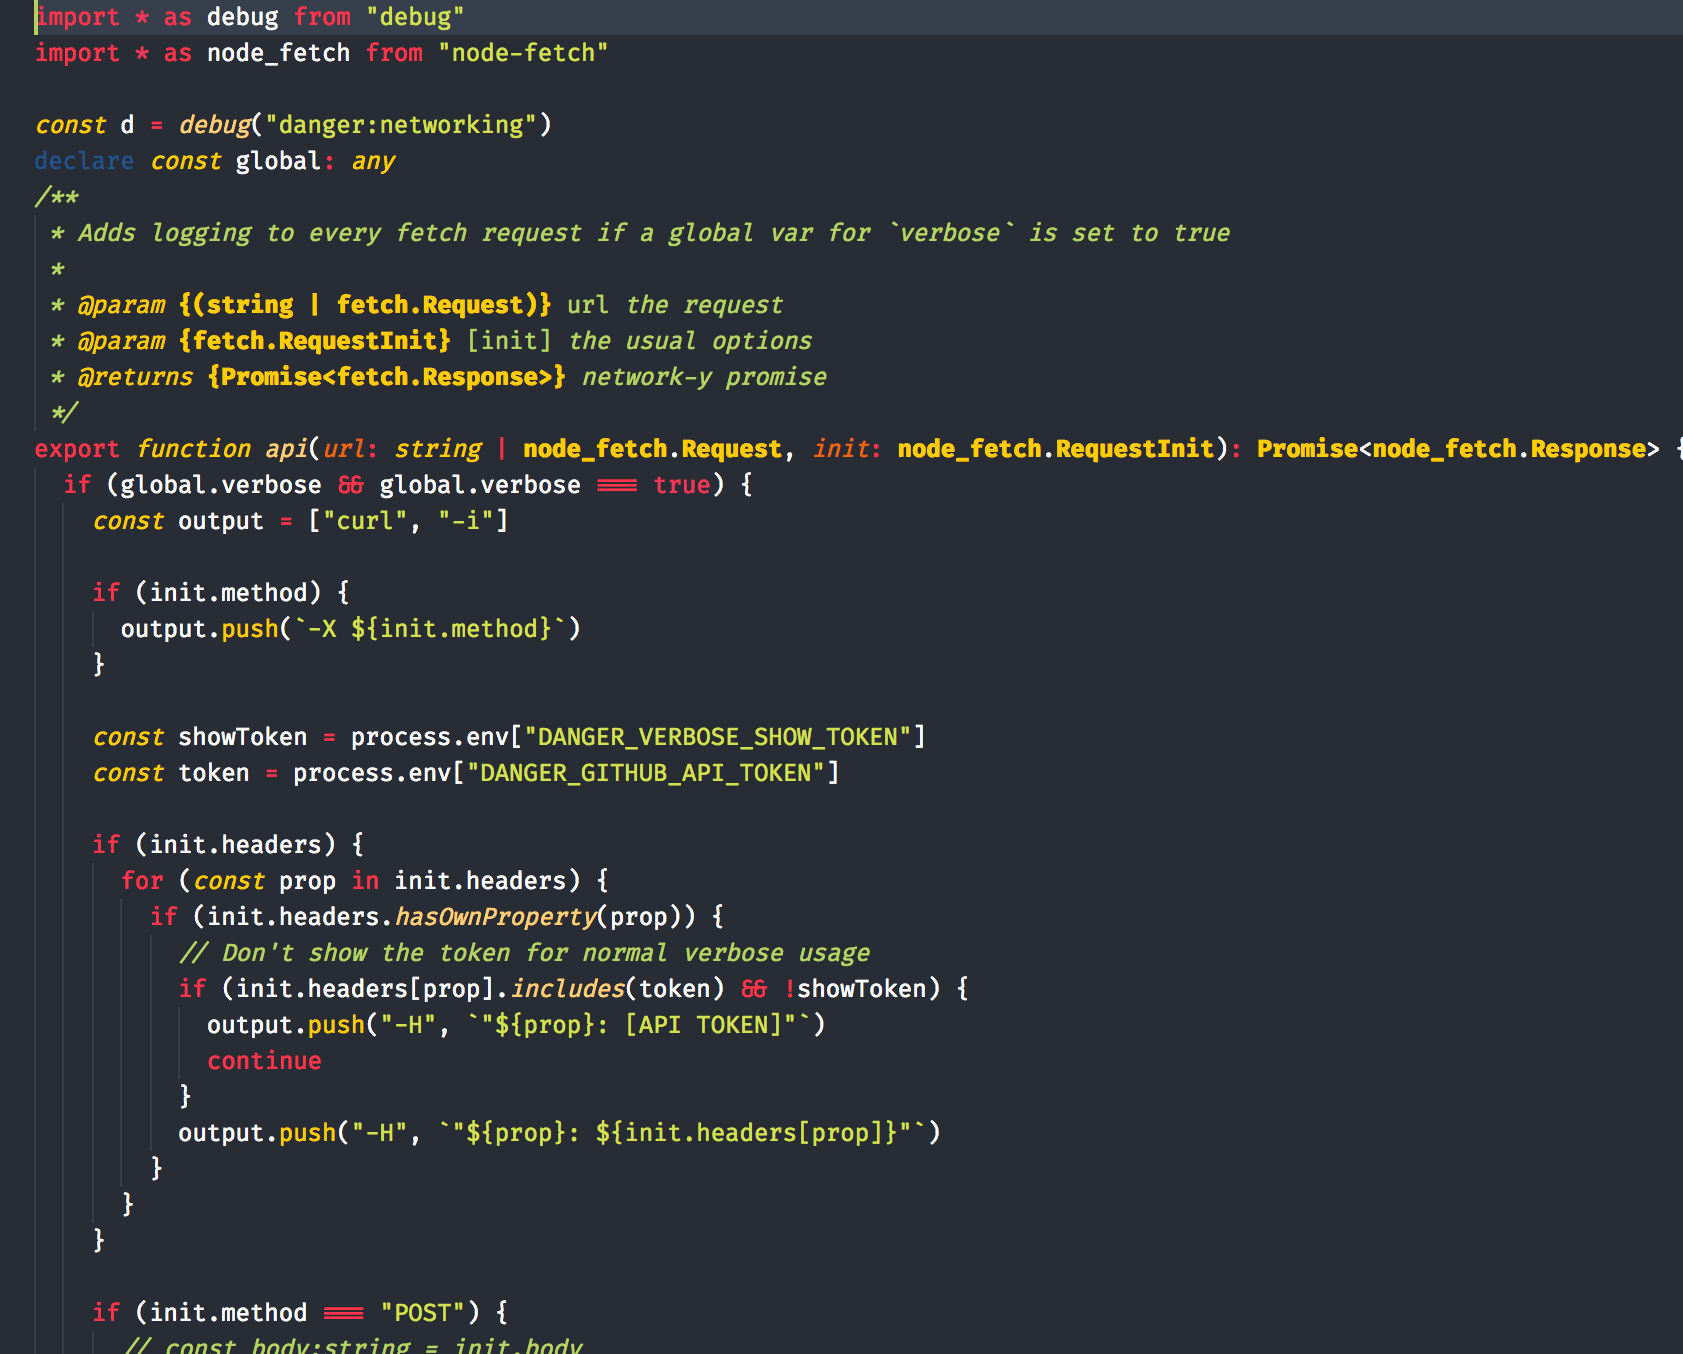 import * as debug from "debug"
import * as node_fetch from "node-fetch"
const d = debug("danger:networking")
declare const global: any
/**
* Adds logging to every fetch request if a global var for `verbose` is set to true
*
* @param {(string | fetch.Request)} url the request
* @param {fetch.RequestInit} [init] the usual options
* @returns {Promise<fetch.Response>} network-y promise
*/
export function api(url: string | node_fetch.Request, init: node_fetch.RequestInit): Promise<node_fetch.Response> {
if (global.verbose && global.verbose === true) {
const output = ["curl", "-i"]
if (init.method) {
output.push(`-X ${init.method}`)
}
const showToken = process.env["DANGER_VERBOSE_SHOW_TOKEN"]
const token = process.env["DANGER_GITHUB_API_TOKEN"]
if (init.headers) {
for (const prop in init.headers) {
if (init.headers.hasOwnProperty(prop)) {
// Don't show the token for normal verbose usage
if (init.headers[prop].includes(token) && !showToken) {
output.push("-H", `"${prop}: [API TOKEN]"`)
continue
}
output.push("-H", `"${prop}: ${init.headers[prop]}"`)
}
}
}
if (init.method === "POST") {
// const body:string = init.body